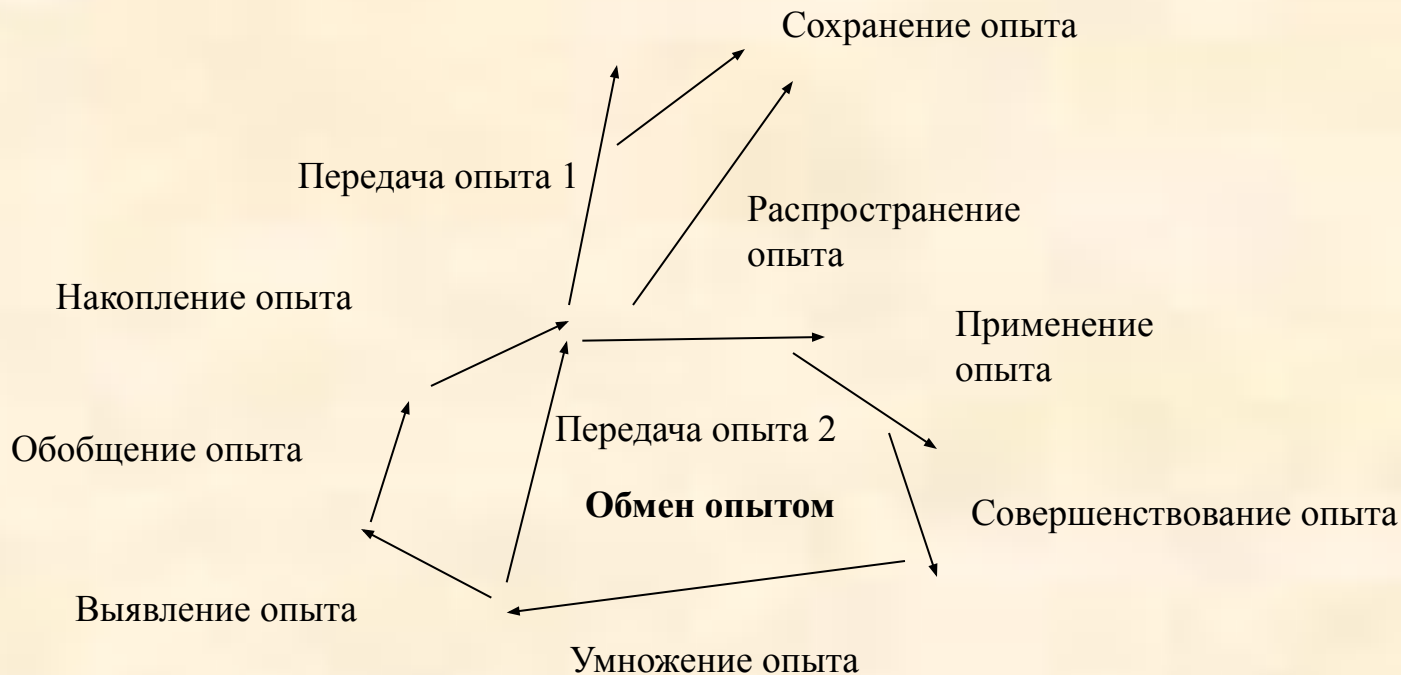 Сохранение опыта
Передача опыта 1
Распространение
опыта
Накопление опыта
Применение
опыта
Передача опыта 2
Обобщение опыта
Обмен опытом
Совершенствование опыта
Выявление опыта
Умножение опыта